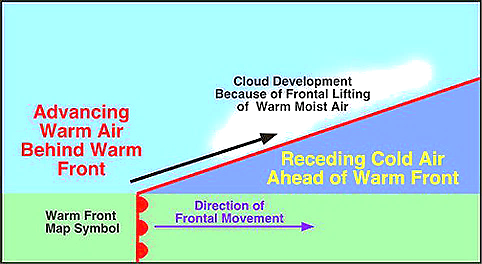 Cloud Development
Because of Frontal Lifting
of Warm Moist Air
Advancing
Warm Air
Behind Warm
Front
Receding Cold Air
Ahead of Warm Front
Warm Front
Map Symbol
Direction of
Frontal Movement